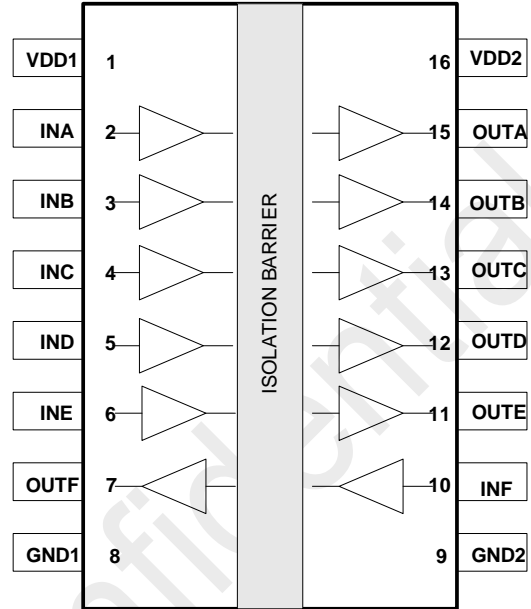 VDD1 1 16 VDD2
INA 2 15 OUTA
INB 3 14 OUTB
INC 4 13 OUTC
IND 5 12 OUTD
INE 6 11 OUTE
OUTF 7 10 INF
GND1 8 9 GND2
ISOLATION BARRIER
nfidential